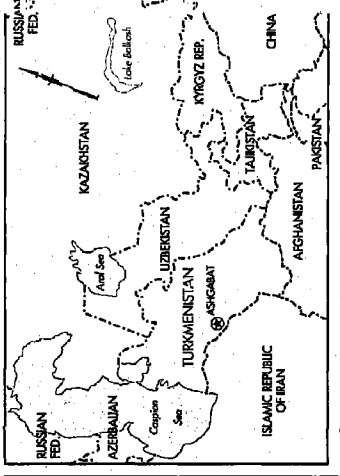 RUSSIAN
FED.
RUSSIAN
FED.
KAZAKHSTAN
Lake Balkash
Aral Sea
AZERBAIJAN
Caspian
Sea
UZBEKISTAN
KYRGYZ REP.
TURKMENISTAN
ASHGABAT
TAJIKISTAN
CHINA
ISLAMIC REPUBLIC
OF IRAN
AFGHANISTAN
PAKISTAN